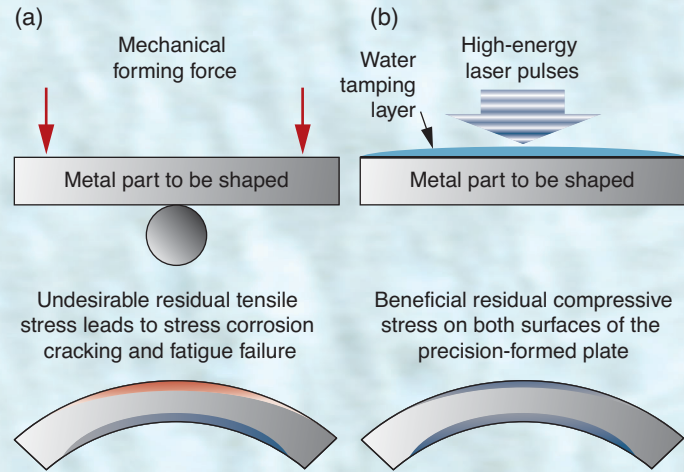 (a)
Mechanical
forming force
Metal part to be shaped
Undesirable residual tensile
stress leads to stress corrosion
cracking and fatigue failure
(b)
Water
tamping
layer
High-energy
laser pulses
Metal part to be shaped
Beneficial residual compressive
stress on both surfaces of the
precision-formed plate